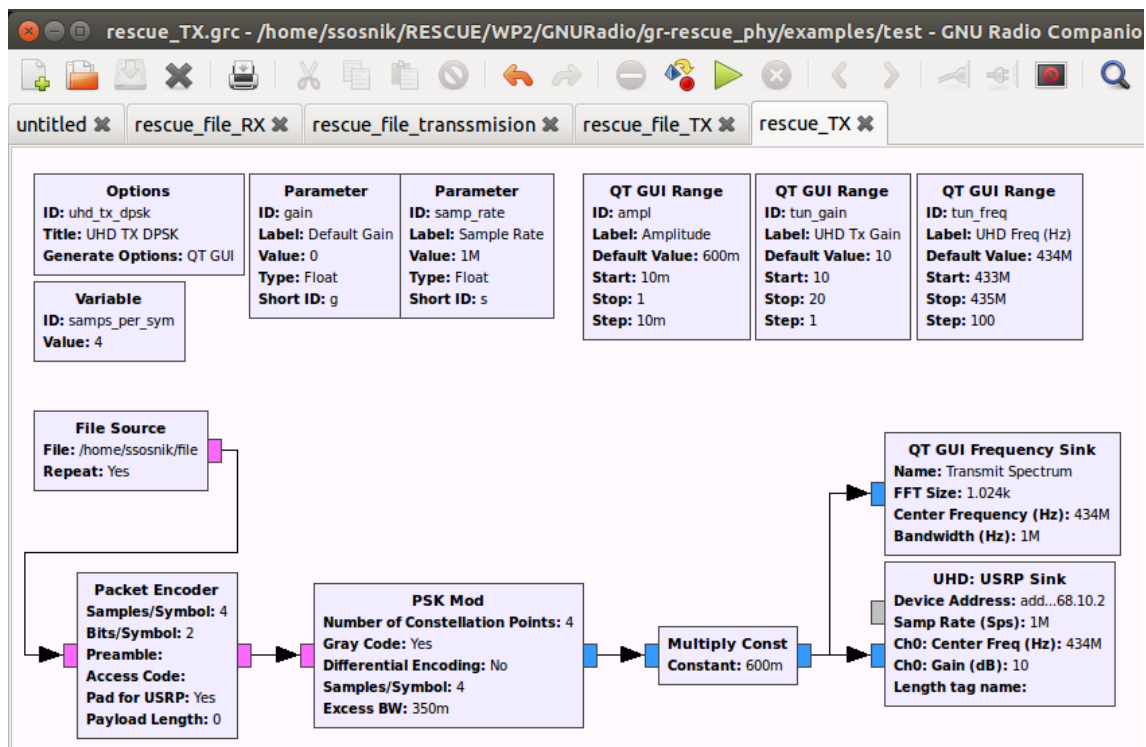 rescue_TX.grc - /home/ssosnik/RESCUE/WP2/GNURadio/gr-rescue_phy/examples/test - GNU Radio Companio
untitled
rescue_file_RX
rescue_file_transsmision
rescue_file_TX
rescue_TX
Options
ID: uhd_tx_dpsk
Title: UHD TX DPSK
Generate Options: QT GUI
Parameter
ID: gain
Label: Default Gain
Value: 0
Type: Float
Short ID: g
Parameter
ID: samp_rate
Label: Sample Rate
Value: 1M
Type: Float
Short ID: s
QT GUI Range
ID: ampl
Label: Amplitude
Default Value: 600m
Start: 10m
Stop: 1
Step: 10m
QT GUI Range
ID: tun_gain
Label: UHD Tx Gain
Default Value: 10
Start: 10
Stop: 20
Step: 1
QT GUI Range
ID: tun_freq
Label: UHD Freq (Hz)
Default Value: 434M
Start: 433M
Stop: 435M
Step: 100
Variable
ID: samps_per_sym
Value: 4
File Source
File: /home/ssosnik/file
Repeat: Yes
Packet Encoder
Samples/Symbol: 4
Bits/Symbol: 2
Preamble:
Access Code:
Pad for USRP: Yes
Payload Length: 0
PSK Mod
Number of Constellation Points: 4
Gray Code: Yes
Differential Encoding: No
Samples/Symbol: 4
Excess BW: 350m
Multiply Const
Constant: 600m
QT GUI Frequency Sink
Name: Transmit Spectrum
FFT Size: 1.024k
Center Frequency (Hz): 434M
Bandwidth (Hz): 1M
UHD: USRP Sink
Device Address: add...68.10.2
Samp Rate (Sps): 1M
Ch0: Center Freq (Hz): 434M
Ch0: Gain (dB): 10
Length tag name: